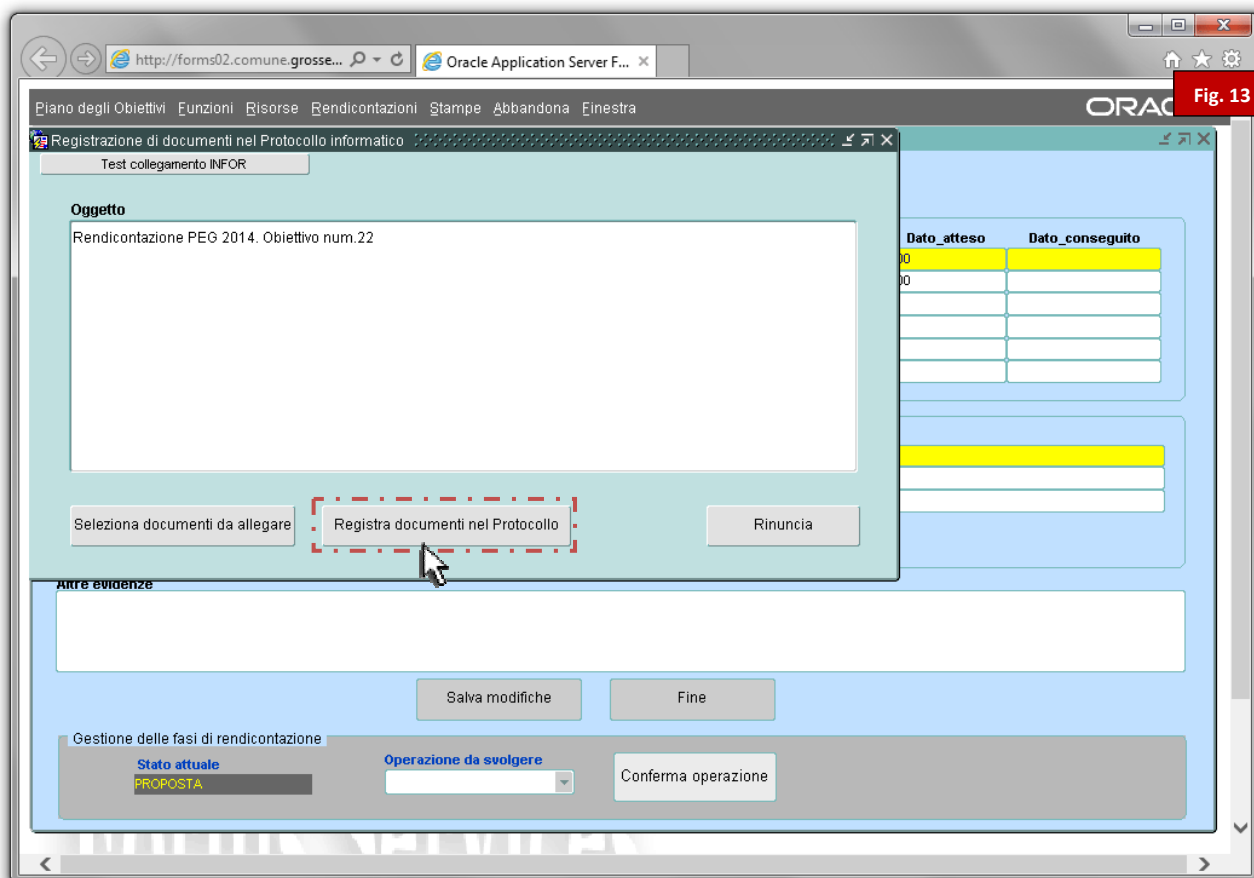 http://forms02.comune.grosse...
Oracle Application Server F...
Fig. 13
Piano degli Obiettivi Funzioni Risorse Rendicontazioni Stampe Abbandona Finestra
ORAC
Registrazione di documenti nel Protocollo informatico
Test collegamento INFOR
Oggetto
Rendicontazione PEG 2014. Obiettivo num.22
Dato_atteso Dato_conseguito
00
00
Seleziona documenti da allegare
Registra documenti nel Protocollo
Rinuncia
Altre evidenze
Salva modifiche
Fine
Gestione delle fasi di rendicontazione
Stato attuale
Operazione da svolgere
PROPOSTA
Conferma operazione